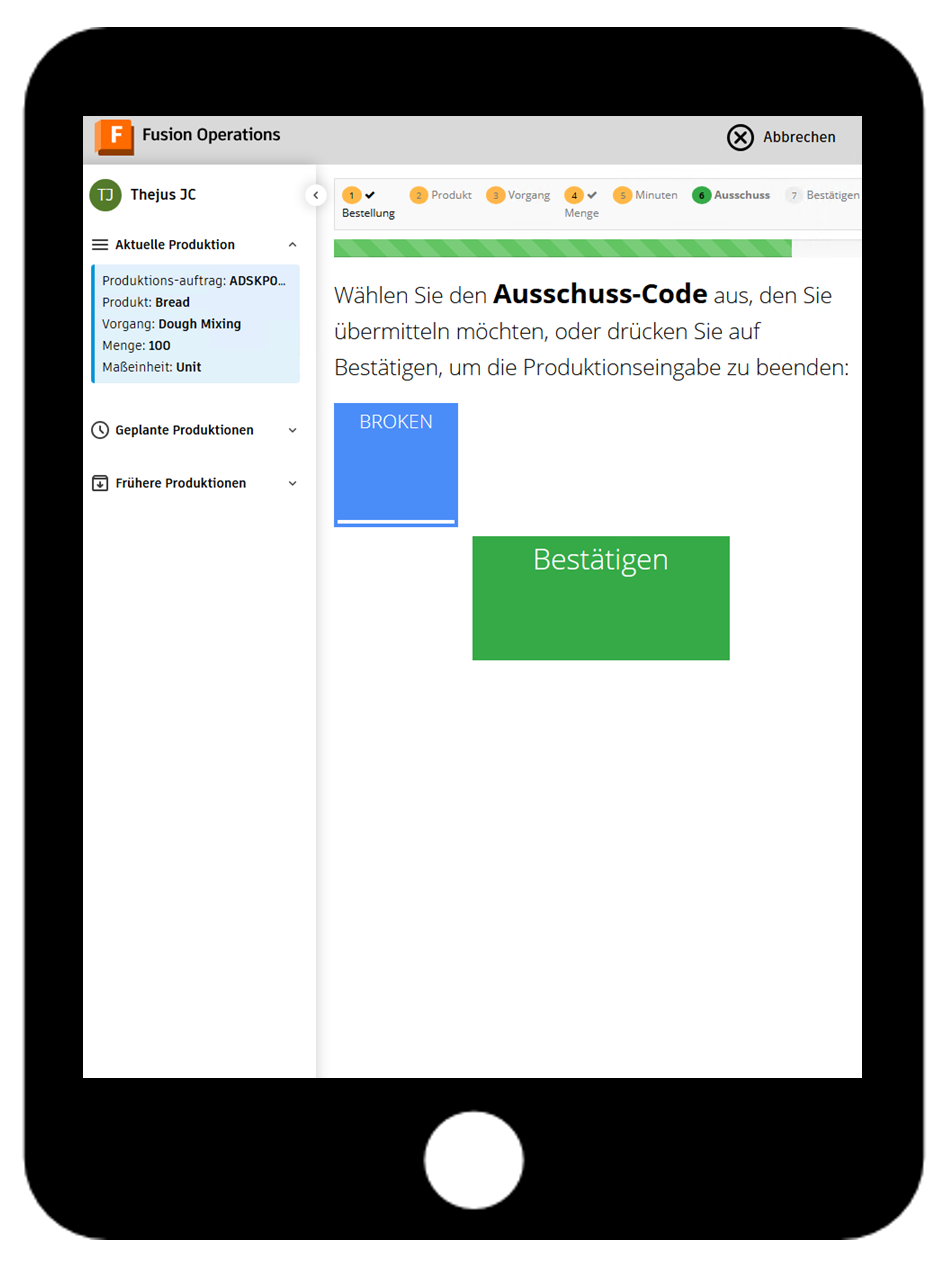 F Fusion Operations
Abbrechen
TJ Thejus JC
Aktuelle Produktion
Produktions-auftrag: ADSKPO...
Produkt: Bread
Vorgang: Dough Mixing
Menge: 100
Maßeinheit: Unit
Geplante Produktionen
Frühere Produktionen
1 ✔ 2 Produkt 3 Vorgang 4 ✔ 5 Minuten 6 Ausschuss 7 Bestätigen
Bestellung Menge
Wählen Sie den Ausschuss-Code aus, den Sie
übermitteln möchten, oder drücken Sie auf
Bestätigen, um die Produktionseingabe zu beenden:
BROKEN
Bestätigen